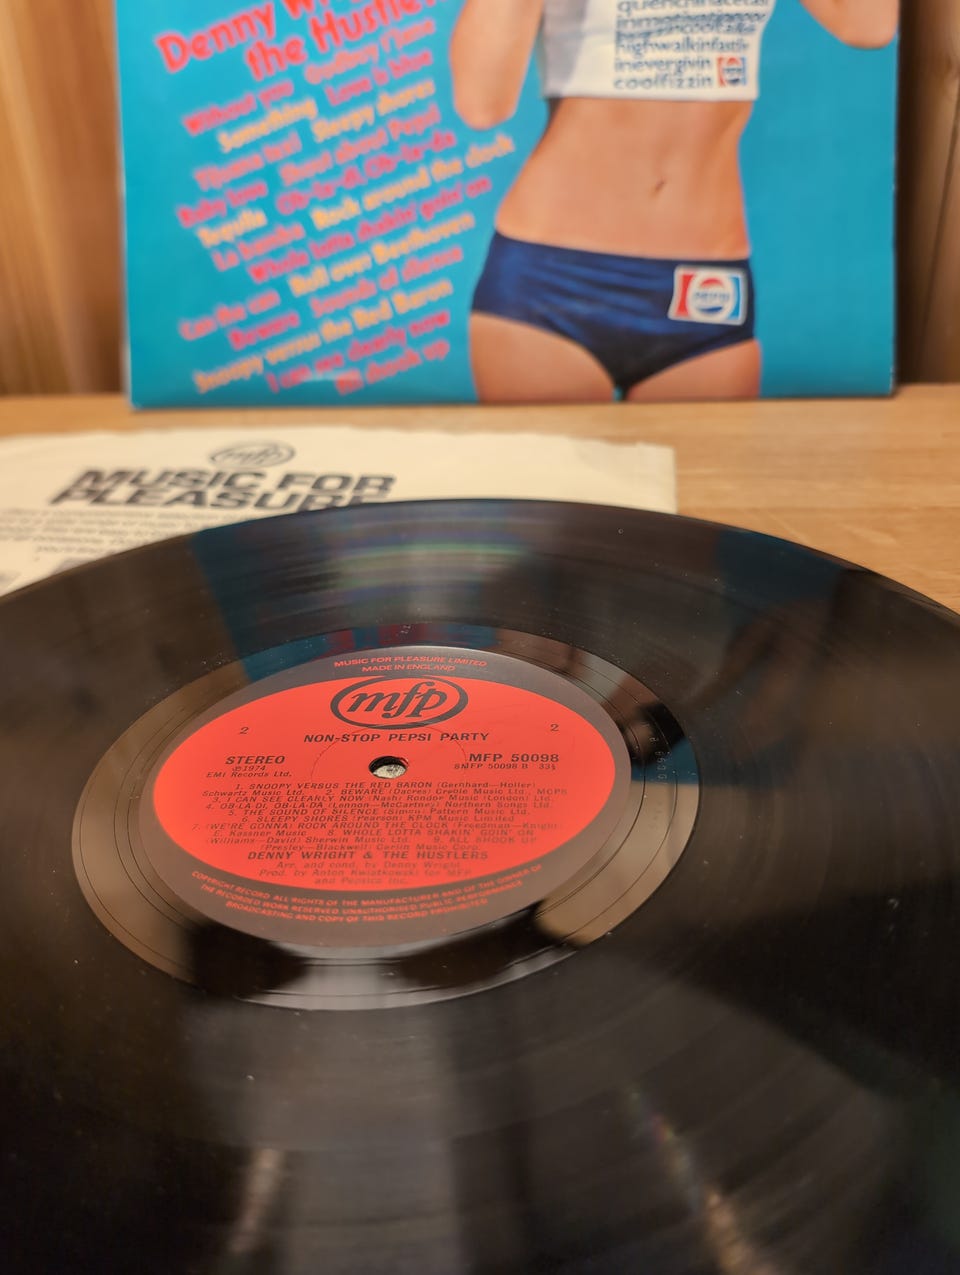 Denny
the Hustlers
Without you Goodbye t'Jane
Something Love is blue
Tijuana taxi Sleepy shores
Baby love Shout about Pepsi
Tequila Ob-la-di, Ob-la-da
La bamba Rock around the clock
Whole lotta shakin' goin' on
Can the can Roll over Beethoven
Beware Sounds of silence
Snoopy versus the Red Baron
I can see clearly now
All shook up
highwalkinfastlivin
evergivin
coolfizzin
PEPSI
mfp
MUSIC FOR
PLEASURE
MUSIC FOR PLEASURE LIMITED
MADE IN ENGLAND
mfp
2
2
NON-STOP PEPSI PARTY
STEREO
MFP 50098
℗1974
8MFP 50098 B 33⅓
EMI Records Ltd.
1. SNOOPY VERSUS THE RED BARON (Gernhard—Holler)
Schwartz Music Ltd. 2. BEWARE (Dacres) Creole Music Ltd., MCPS
3. I CAN SEE CLEARLY NOW (Nash) Rondor Music (London) Ltd.
4. OB-LA-DI, OB-LA-DA (Lennon—McCartney) Northern Songs
5. THE SOUND OF SILENCE (Simon) Pattern Music Ltd.
6. SLEEPY SHORES (Pearson) KPM Music Limited
7. (WE'RE GONNA) ROCK AROUND THE CLOCK (Freedman—Knight)
E. Kassner Music 8. WHOLE LOTTA SHAKIN' GOIN' ON
(Williams—David) Sherwin Music Ltd. 9. ALL SHOOK UP
(Presley—Blackwell) Carlin Music Corp.
DENNY WRIGHT & THE HUSTLERS
Arr. and cond. by Denny Wright
Prod. by Anton Kwiatkowski for MFP
and Pepsico Inc.
COPYRIGHT RECORD ALL RIGHTS OF THE MANUFACTURER AND OF THE OWNER OF
THE RECORDED WORK RESERVED UNAUTHORISED PUBLIC PERFORMANCE
BROADCASTING AND COPY OF THIS RECORD PROHIBITED